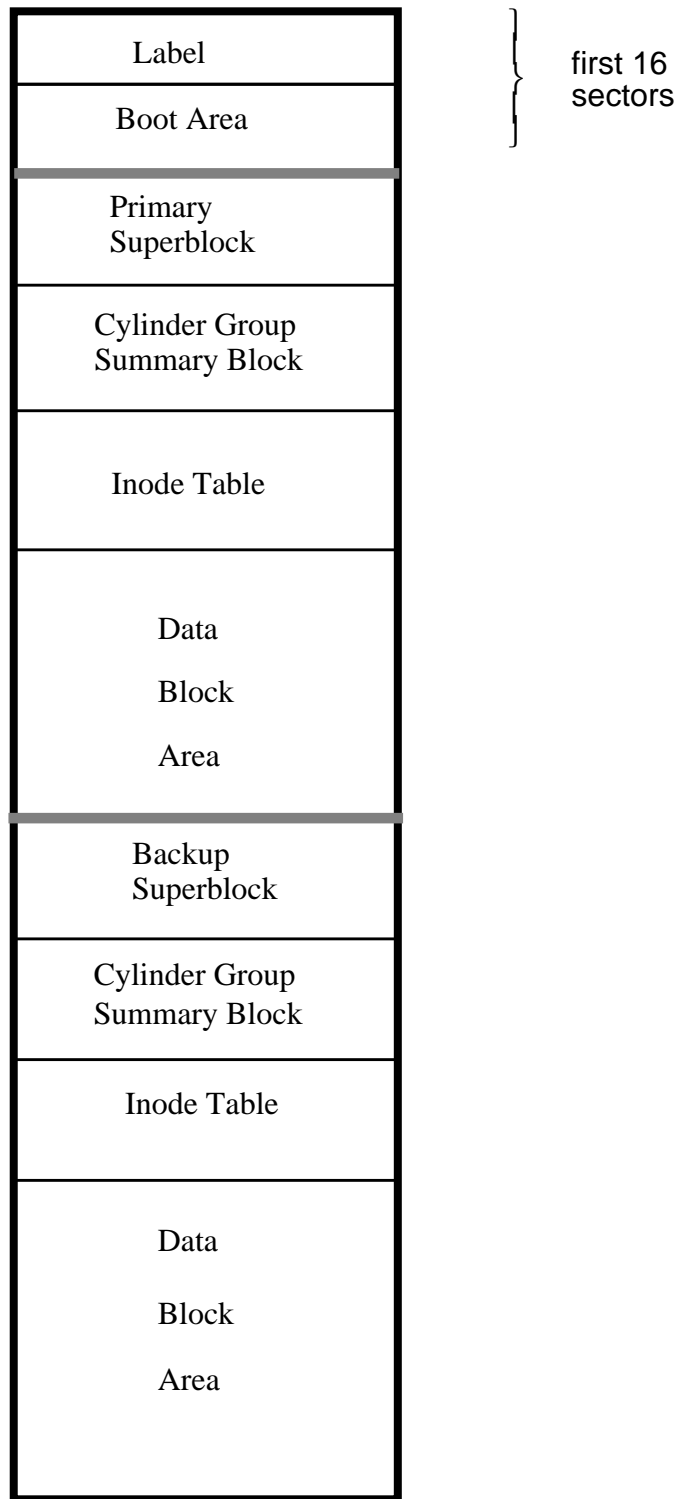 Label
first 16
sectors
Boot Area
Primary
Superblock
Cylinder Group
Summary Block
Inode Table
Data
Block
Area
Backup
Superblock
Cylinder Group
Summary Block
Inode Table
Data
Block
Area